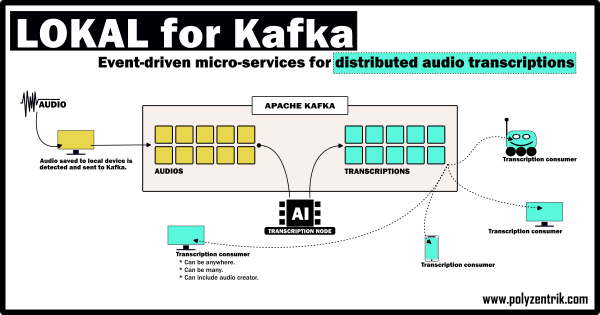 LOKAL for Kafka
Event-driven micro-services for distributed audio transcriptions
AUDIO
APACHE KAFKA
Audio saved to local device is
detected and sent to Kafka.
AUDIOS
TRANSCRIPTIONS
Transcription consumer
AI
TRANSCRIPTION NODE
Transcription consumer
Transcription consumer
* Can be anywhere.
* Can be many.
* Can include audio creator.
Transcription consumer
www.polyzentrik.com